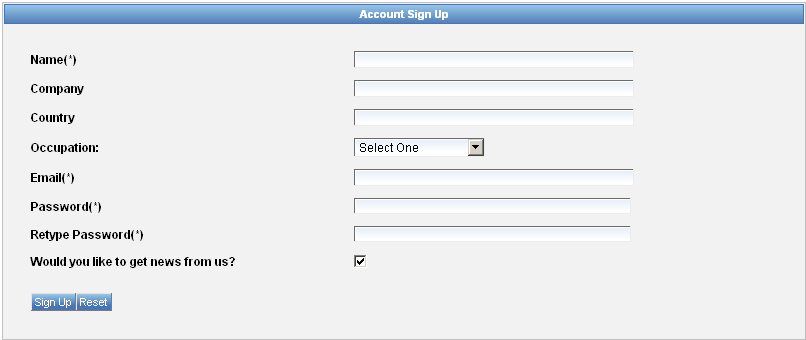 Account Sign Up
Name(*)
Company
Country
Occupation: Select One
Email(*)
Password(*)
Retype Password(*)
Would you like to get news from us?
Sign Up Reset